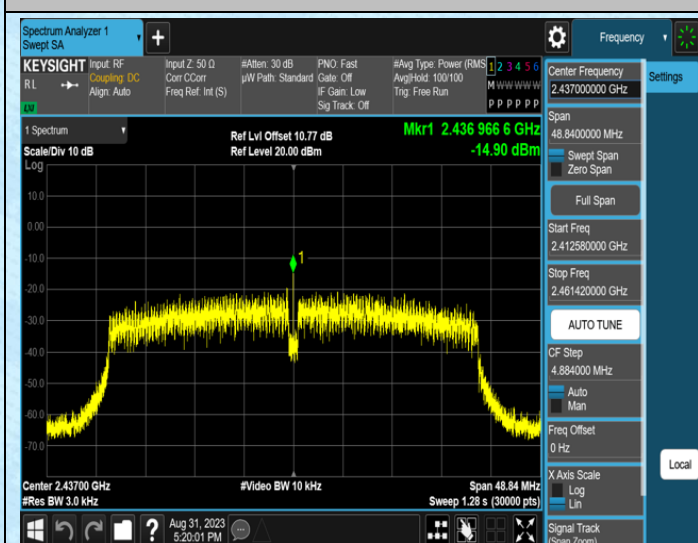 Spectrum Analyzer 1
Swept SA
Frequency
KEYSIGHT
RL
Input: RF
Coupling: DC
Align: Auto
Input Z: 50 Ω
Corr CCorr
Freq Ref: Int (S)
#Atten: 30 dB
µW Path: Standard
PNO: Fast
Gate: Off
IF Gain: Low
Sig Track: Off
#Avg Type: Power (RMS
Avg|Hold: 100/100
Trig: Free Run
1 2 3 4 5 6
M W W W W W
P P P P P P
LXI
1 Spectrum
Scale/Div 10 dB
Log
Ref Lvl Offset 10.77 dB
Ref Level 20.00 dBm
Mkr1 2.436 966 6 GHz
-14.90 dBm
10.0
0.00
-10.0
-20.0
-30.0
-40.0
-50.0
-60.0
-70.0
1
Center 2.43700 GHz
#Res BW 3.0 kHz
#Video BW 10 kHz
Span 48.84 MHz
Sweep 1.28 s (30000 pts)
Aug 31, 2023
5:20:01 PM
Center Frequency
2.437000000 GHz
Settings
Span
48.8400000 MHz
Swept Span
Zero Span
Full Span
Start Freq
2.412580000 GHz
Stop Freq
2.461420000 GHz
AUTO TUNE
CF Step
4.884000 MHz
Auto
Man
Freq Offset
0 Hz
X Axis Scale
Log
Lin
Local
Signal Track
(Span Zoom)